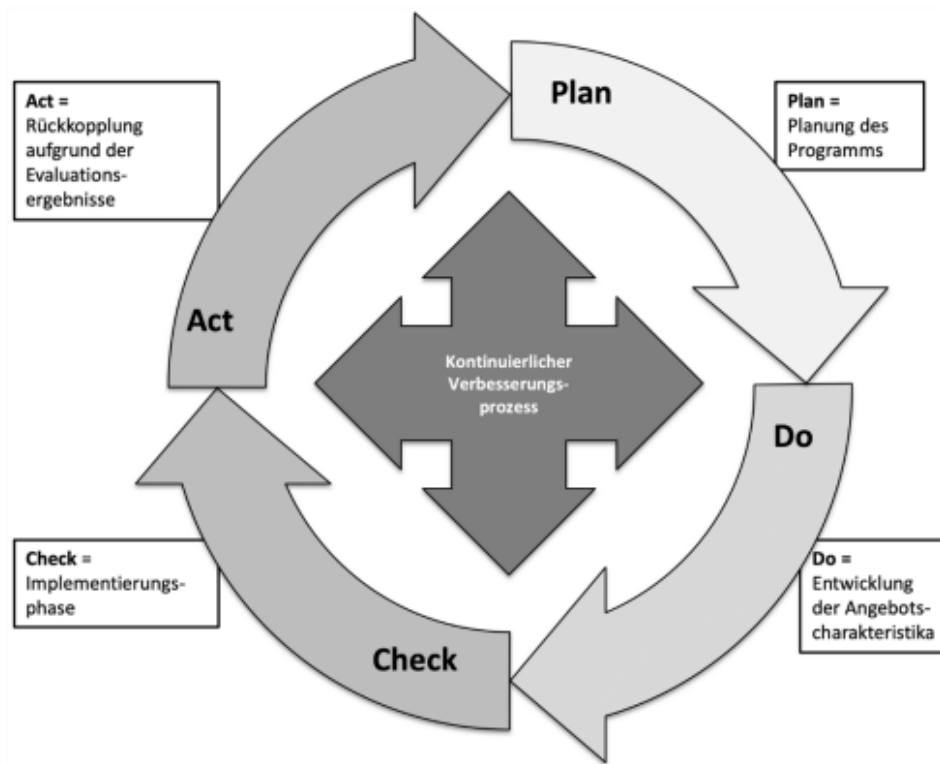 Plan
Act =
Rückkopplung
aufgrund der
Evaluations-
ergebnisse
Plan =
Planung des
Programms
Act
Kontinuierlicher
Verbesserungs-
prozess
Do
Check =
Implementierungs-
phase
Do =
Entwicklung
der Angebots-
charakteristika
Check